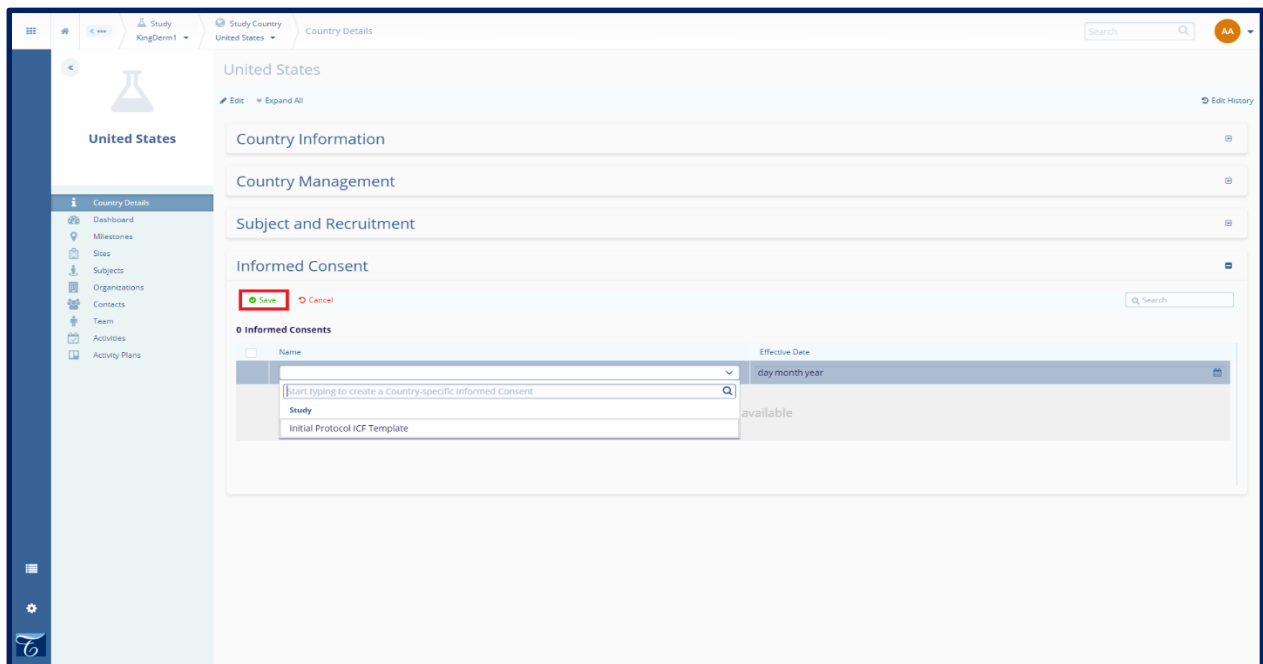 Study
KingDerm1
Study Country
United States
Country Details
Search
AA
United States
Edit
Expand All
Edit History
United States
Country Information
Country Management
Subject and Recruitment
Informed Consent
Country Details
Dashboard
Milestones
Sites
Subjects
Organizations
Contacts
Team
Activities
Activity Plans
Save
Cancel
Search
0 Informed Consents
Name
Effective Date
day month year
Start typing to create a Country-specific Informed Consent
Study
available
Initial Protocol ICF Template